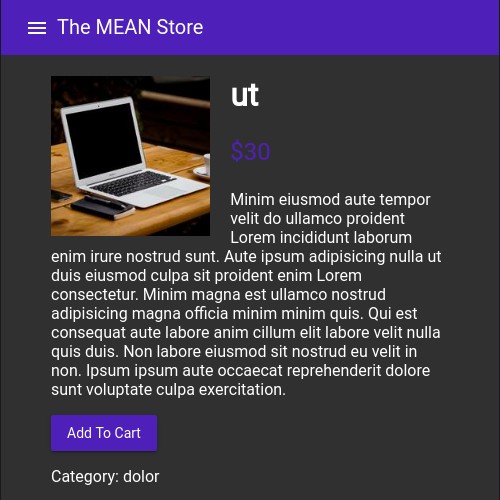 The MEAN Store
ut
$30
Minim eiusmod aute tempor
velit do ullamco proident
Lorem incididunt laborum
enim irure nostrud sunt. Aute ipsum adipisicing nulla ut
duis eiusmod culpa sit proident enim Lorem
consectetur. Minim magna est ullamco nostrud
adipisicing magna officia minim minim quis. Qui est
consequat aute labore anim cillum elit labore velit nulla
quis duis. Non labore eiusmod sit nostrud eu velit in
non. Ipsum ipsum aute occaecat reprehenderit dolore
sunt voluptate culpa exercitation.
Add To Cart
Category: dolor